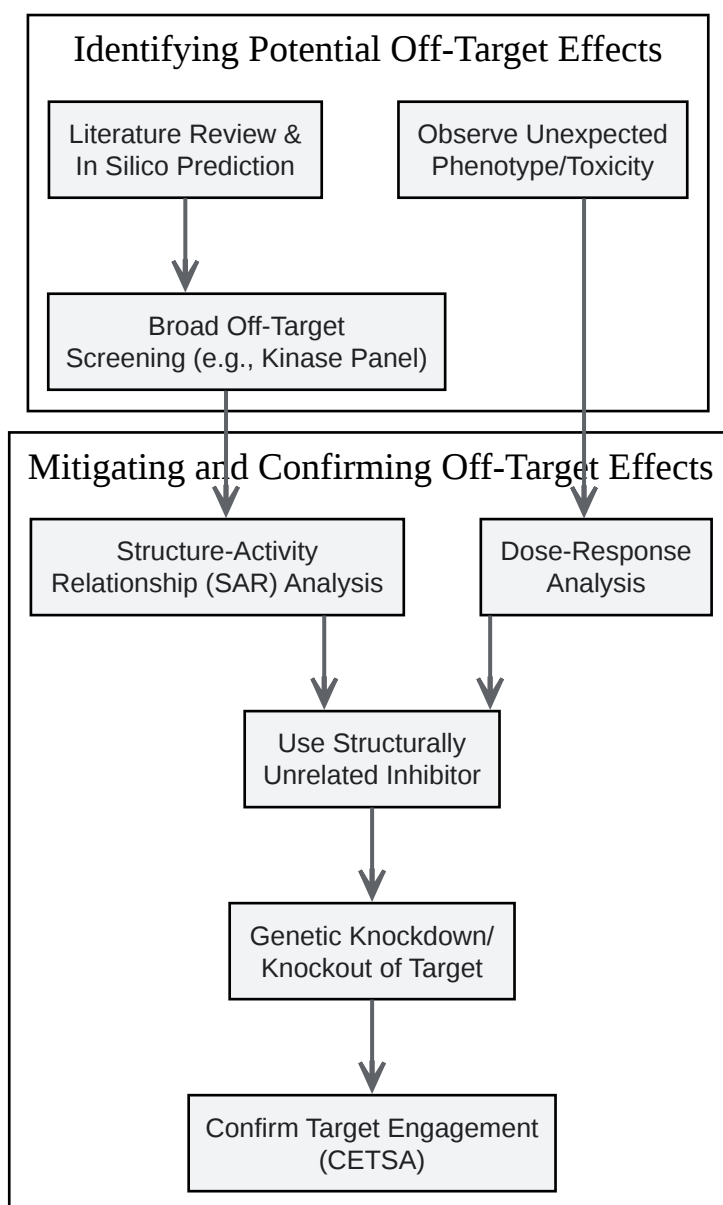 Identifying Potential Off-Target Effects
Literature Review &
In Silico Prediction
Observe Unexpected
Phenotype/Toxicity
Broad Off-Target
Screening (e.g., Kinase Panel)
Mitigating and Confirming Off-Target Effects
Structure-Activity
Relationship (SAR) Analysis
Dose-Response
Analysis
Use Structurally
Unrelated Inhibitor
Genetic Knockdown/
Knockout of Target
Confirm Target Engagement
(CETSA)